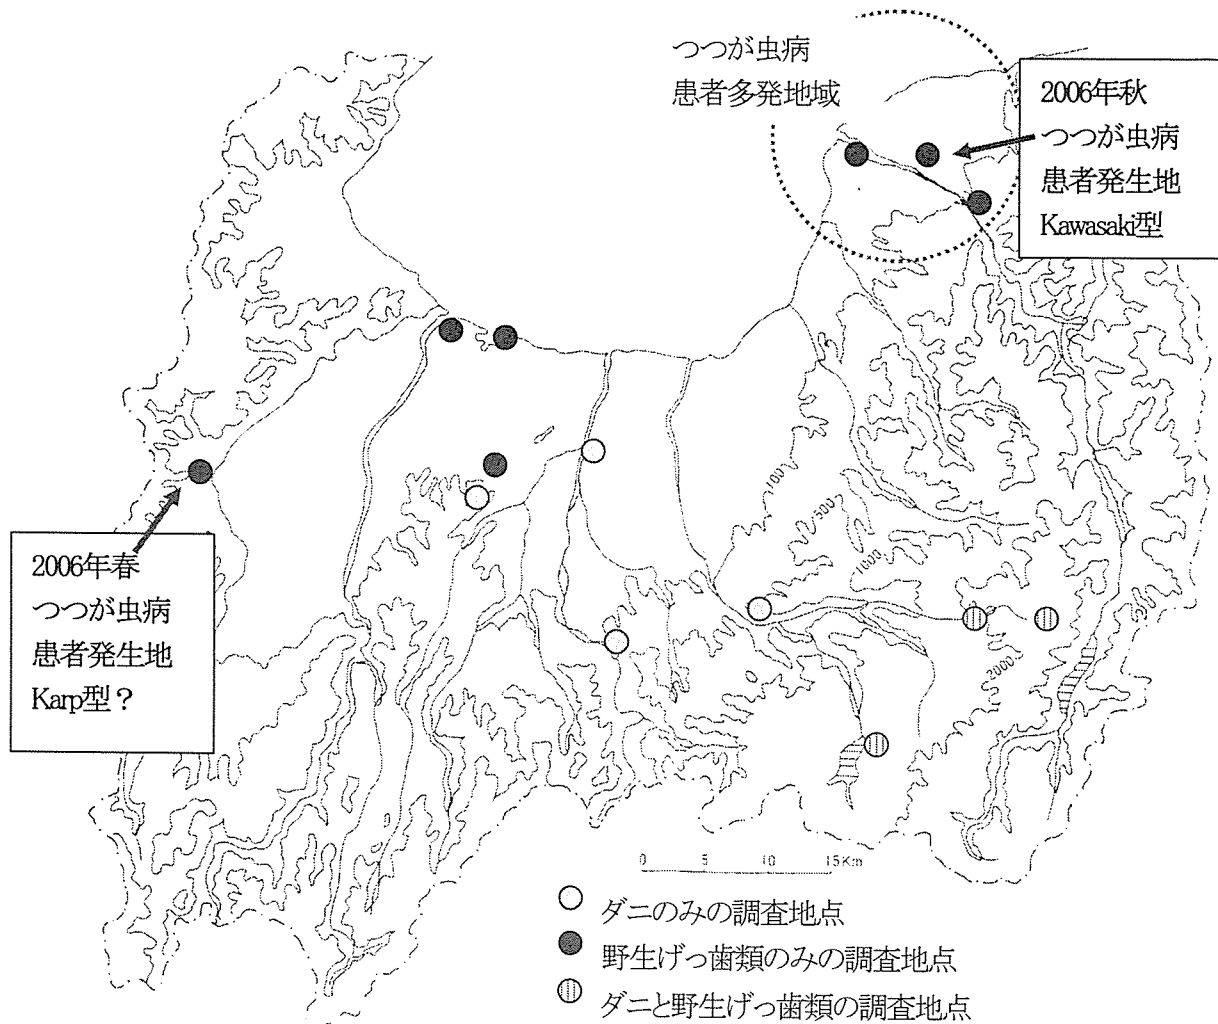 つつが虫病
患者多発地域
2006年秋
つつが虫病
患者発生地
Kawasaki型
2006年春
つつが虫病
患者発生地
Karp型？
100
500
1000
2000
0 5 10 15Km
ダニのみの調査地点
野生げっ歯類のみの調査地点
ダニと野生げっ歯類の調査地点